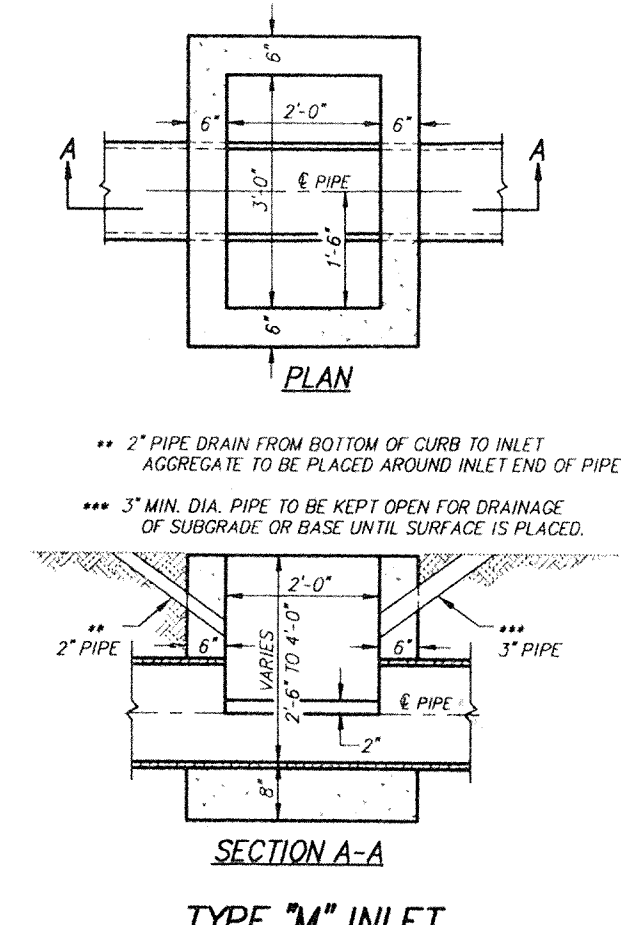 6"
6" 2'-0" 6"
A A
℄ PIPE
3'-0"
1'-6"
6"
PLAN
** 2" PIPE DRAIN FROM BOTTOM OF CURB TO INLET
AGGREGATE TO BE PLACED AROUND INLET END OF PIPE
*** 3" MIN. DIA. PIPE TO BE KEPT OPEN FOR DRAINAGE
OF SUBGRADE OR BASE UNTIL SURFACE IS PLACED.
2'-0"
**
2" PIPE
6" 6"
***
3" PIPE
VARIES
2'-6" TO 4'-0"
℄ PIPE
2"
8"
SECTION A-A
TYPE "M" INLET